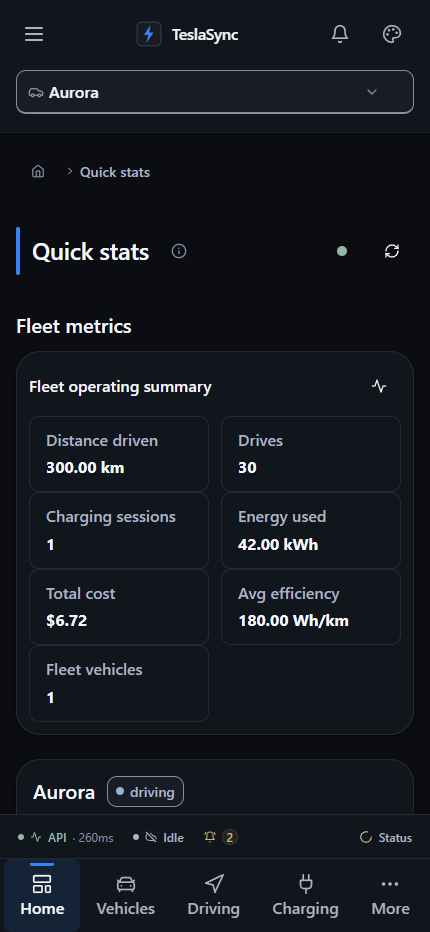 TeslaSync
Aurora
Quick stats
Quick stats
Fleet metrics
Fleet operating summary
Distance driven
300.00 km
Drives
30
Charging sessions
1
Energy used
42.00 kWh
Total cost
$6.72
Avg efficiency
180.00 Wh/km
Fleet vehicles
1
Aurora driving
API · 260ms Idle 2 Status
Home Vehicles Driving Charging More